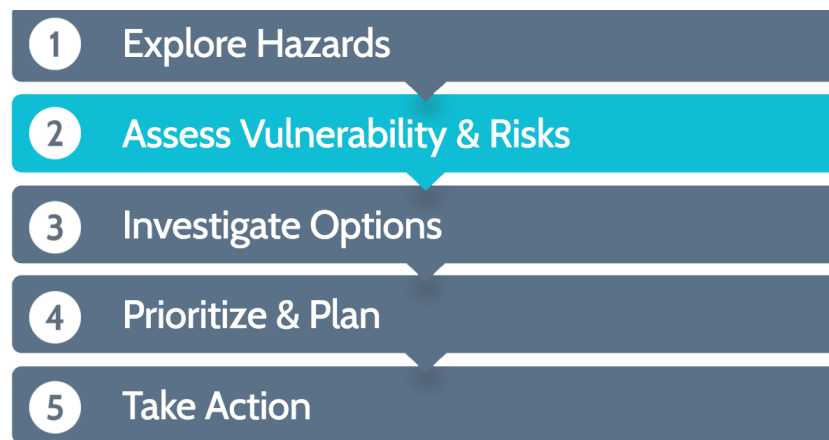 1 Explore Hazards
2 Assess Vulnerability & Risks
3 Investigate Options
4 Prioritize & Plan
5 Take Action